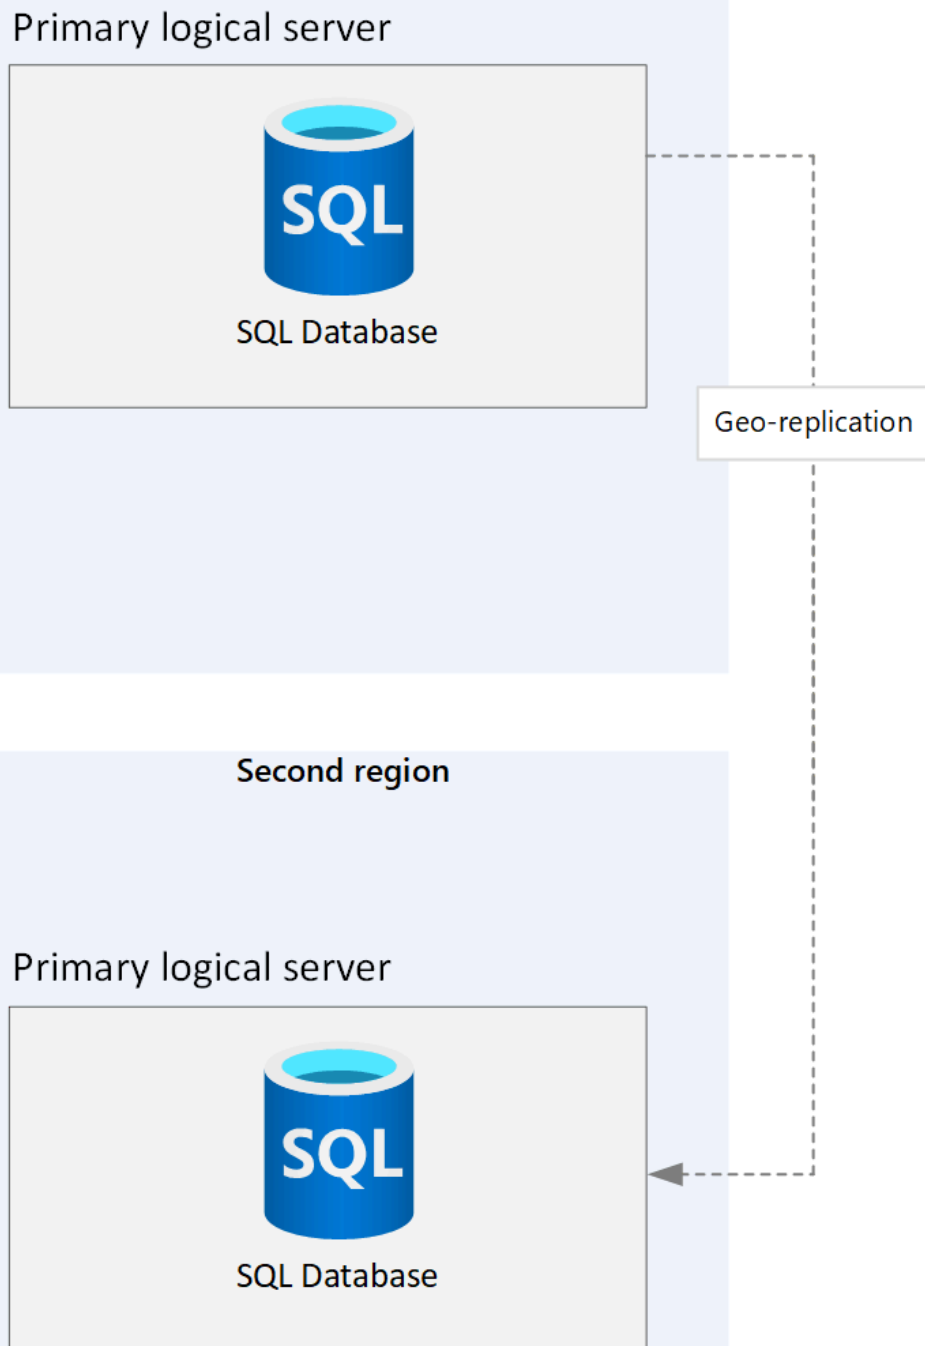 Primary logical server
SQL
SQL Database
Geo-replication
Second region
Primary logical server
SQL
SQL Database